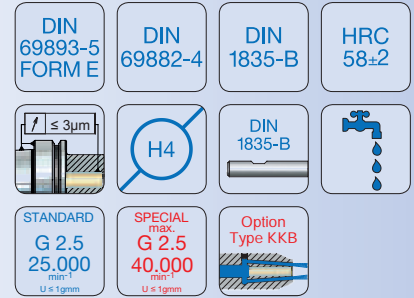 DIN
69893-5
FORM E
DIN
69882-4
DIN
1835-B
HRC
58±2
↗ ≤ 3µm
H4
DIN
1835-B
STANDARD
G 2.5
25.000
min⁻¹
U ≤ 1gmm
SPECIAL
max.
G 2.5
40.000
min⁻¹
U ≤ 1gmm
Option
Type KKB